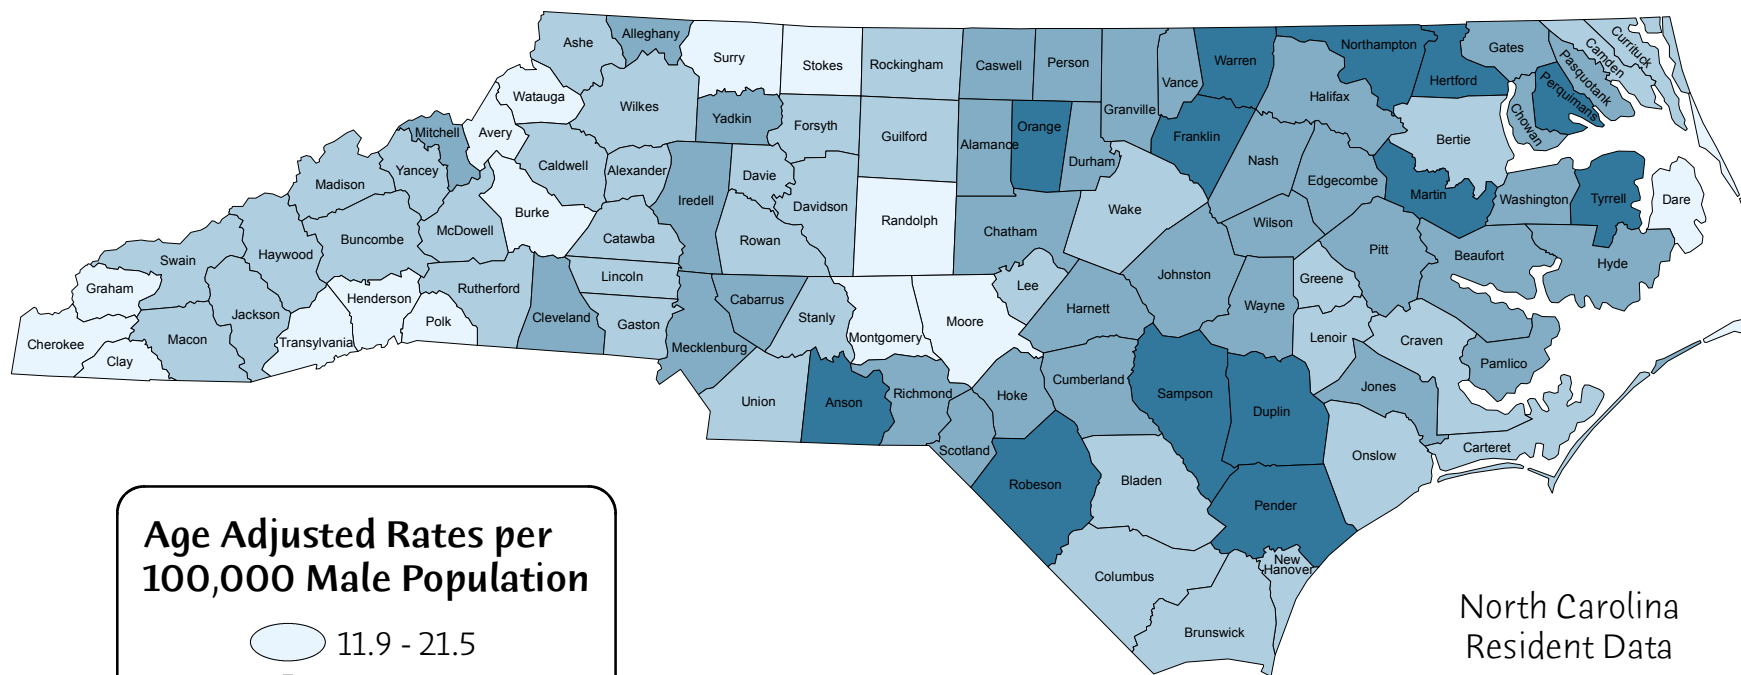 Ashe
Alleghany
Surry
Stokes
Rockingham
Caswell
Person
Granville
Vance
Warren
Northampton
Hertford
Gates
Currituck
Camden
Pasquotank
Perquimans
Chowan
Watauga
Wilkes
Yadkin
Forsyth
Guilford
Alamance
Orange
Durham
Franklin
Halifax
Bertie
Mitchell
Avery
Caldwell
Alexander
Davie
Iredell
Davidson
Randolph
Chatham
Wake
Nash
Edgecombe
Martin
Washington
Tyrrell
Dare
Madison
Yancey
Burke
McDowell
Buncombe
Haywood
Swain
Catawba
Rowan
Lincoln
Wilson
Johnston
Pitt
Beaufort
Hyde
Graham
Henderson
Rutherford
Cleveland
Gaston
Cabarrus
Stanly
Montgomery
Moore
Lee
Harnett
Wayne
Greene
Lenoir
Craven
Pamlico
Cherokee
Clay
Macon
Jackson
Transylvania
Polk
Mecklenburg
Union
Anson
Richmond
Scotland
Hoke
Cumberland
Sampson
Duplin
Jones
Onslow
Carteret
Robeson
Bladen
Pender
Columbus
Brunswick
New
Hanover
Age Adjusted Rates per
100,000 Male Population
11.9 - 21.5
North Carolina
Resident Data